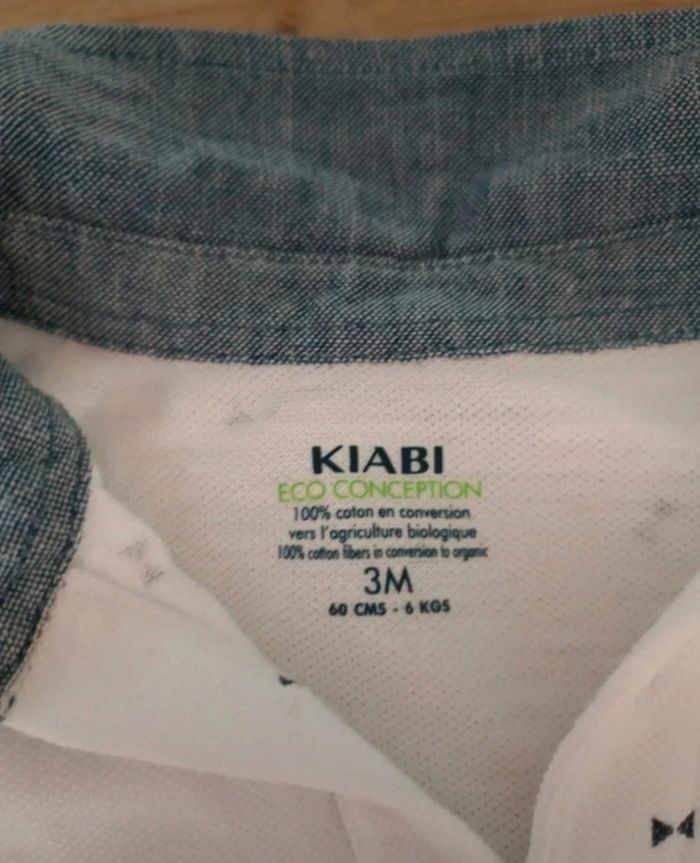 KIABI
ECO CONCEPTION
100% coton en conversion
vers l'agriculture biologique
100% cotton fibers in conversion to organic
3M
60 CMS - 6 KGS